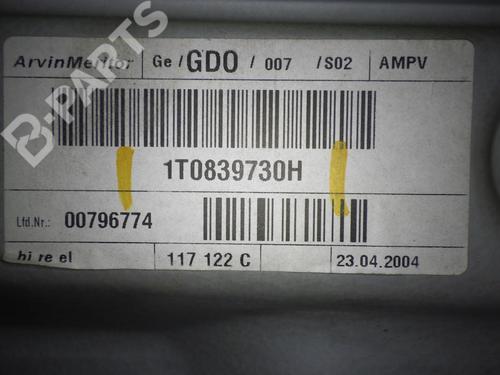 ArvinMeritor Ge / GDO / 007 / S02 AMPV
1T0839730H
Lfd.Nr.: 00796774
hi re el 117 122 C 23.04.2004
B-PARTS